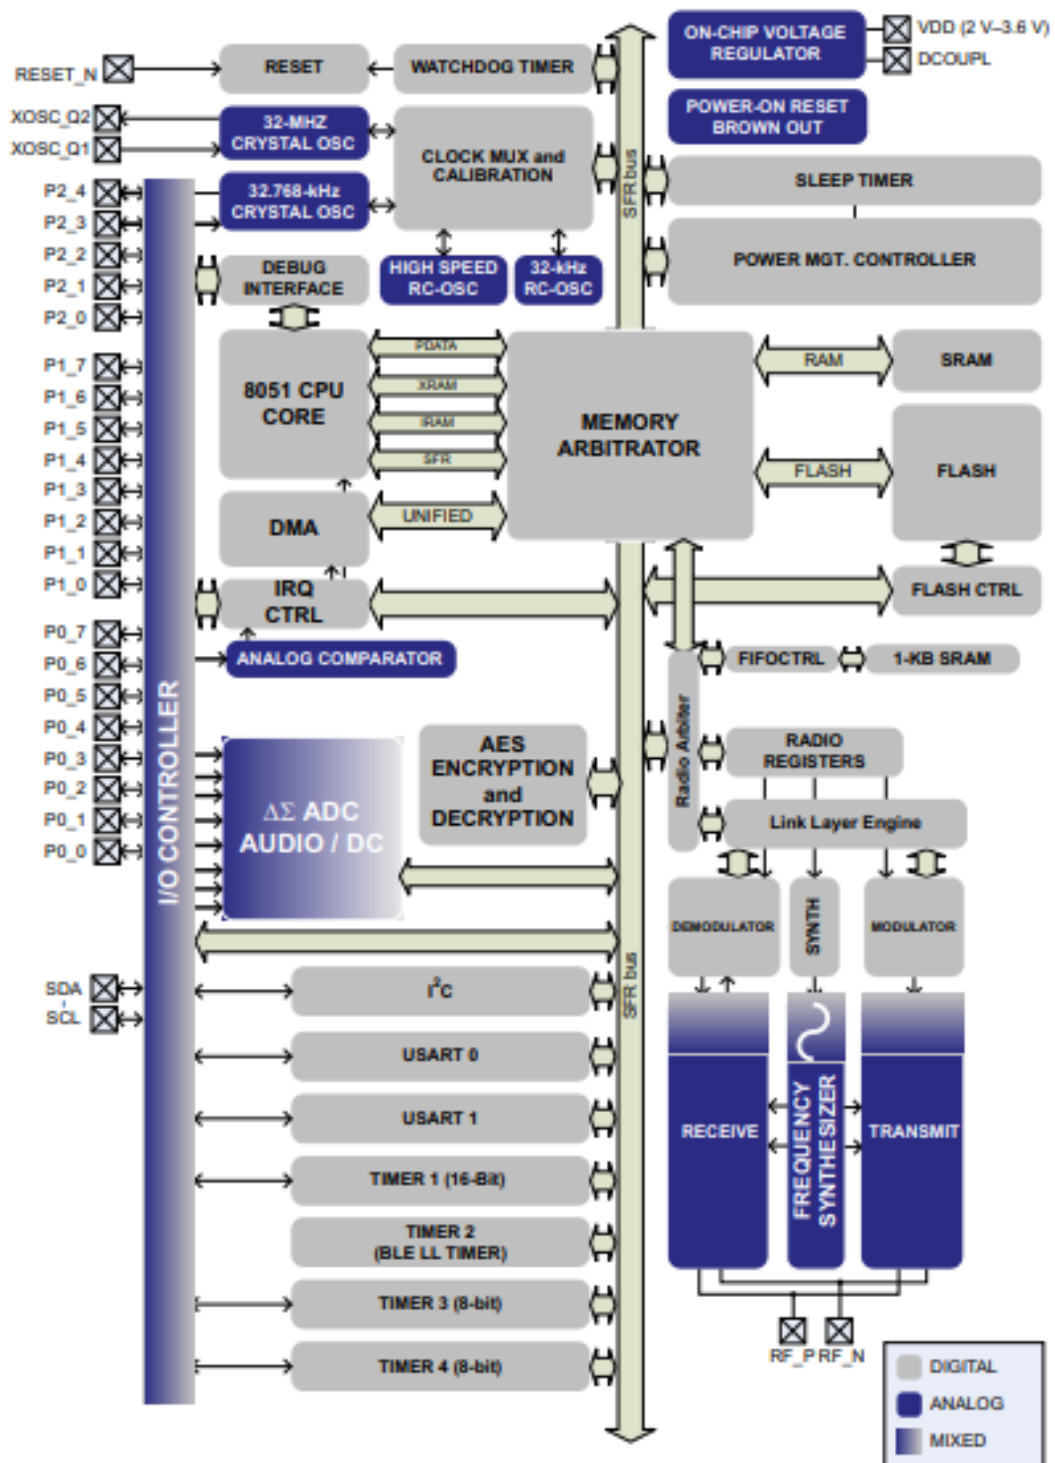 ON-CHIP VOLTAGE
REGULATOR
VDD (2 V–3.6 V)
DCOUPL
RESET_N
RESET
WATCHDOG TIMER
POWER-ON RESET
BROWN OUT
XOSC_Q2
XOSC_Q1
32-MHZ
CRYSTAL OSC
CLOCK MUX and
CALIBRATION
SFR bus
SLEEP TIMER
P2_4
P2_3
P2_2
P2_1
P2_0
32.768-kHz
CRYSTAL OSC
HIGH SPEED
RC-OSC
32-kHz
RC-OSC
POWER MGT. CONTROLLER
DEBUG
INTERFACE
P1_7
P1_6
P1_5
P1_4
P1_3
P1_2
P1_1
P1_0
8051 CPU
CORE
PDATA
XRAM
IRAM
SFR
MEMORY
ARBITRATOR
RAM
SRAM
FLASH
FLASH
DMA
UNIFIED
IRQ
CTRL
FLASH CTRL
P0_7
P0_6
P0_5
P0_4
P0_3
P0_2
P0_1
P0_0
ANALOG COMPARATOR
FIFOCTRL
1-KB SRAM
I/O CONTROLLER
Radio Arbiter
RADIO
REGISTERS
ΔΣ ADC
AUDIO / DC
AES
ENCRYPTION
and
DECRYPTION
Link Layer Engine
DEMODULATOR
SYNTH
MODULATOR
SDA
SCL
I²C
SFR bus
USART 0
USART 1
RECEIVE
FREQUENCY
SYNTHESIZER
TRANSMIT
TIMER 1 (16-Bit)
TIMER 2
(BLE LL TIMER)
TIMER 3 (8-bit)
TIMER 4 (8-bit)
RF_P
RF_N
DIGITAL
ANALOG
MIXED